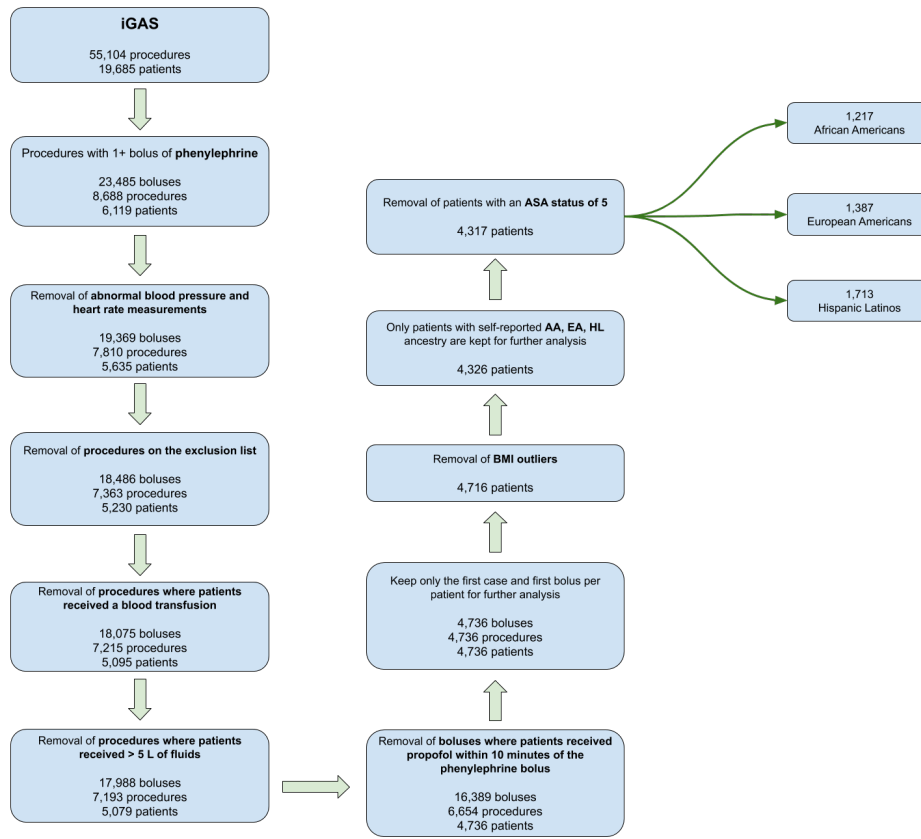 iGAS
55,104 procedures
19,685 patients
Procedures with 1+ bolus of phenylephrine
23,485 boluses
8,688 procedures
6,119 patients
Removal of abnormal blood pressure and
heart rate measurements
19,369 boluses
7,810 procedures
5,635 patients
Removal of procedures on the exclusion list
18,486 boluses
7,363 procedures
5,230 patients
Removal of procedures where patients
received a blood transfusion
18,075 boluses
7,215 procedures
5,095 patients
Removal of procedures where patients
received > 5 L of fluids
17,988 boluses
7,193 procedures
5,079 patients
Removal of boluses where patients received
propofol within 10 minutes of the
phenylephrine bolus
16,389 boluses
6,654 procedures
4,736 patients
Keep only the first case and first bolus per
patient for further analysis
4,736 boluses
4,736 procedures
4,736 patients
Removal of BMI outliers
4,716 patients
Only patients with self-reported AA, EA, HL
ancestry are kept for further analysis
4,326 patients
Removal of patients with an ASA status of 5
4,317 patients
1,217
African Americans
1,387
European Americans
1,713
Hispanic Latinos